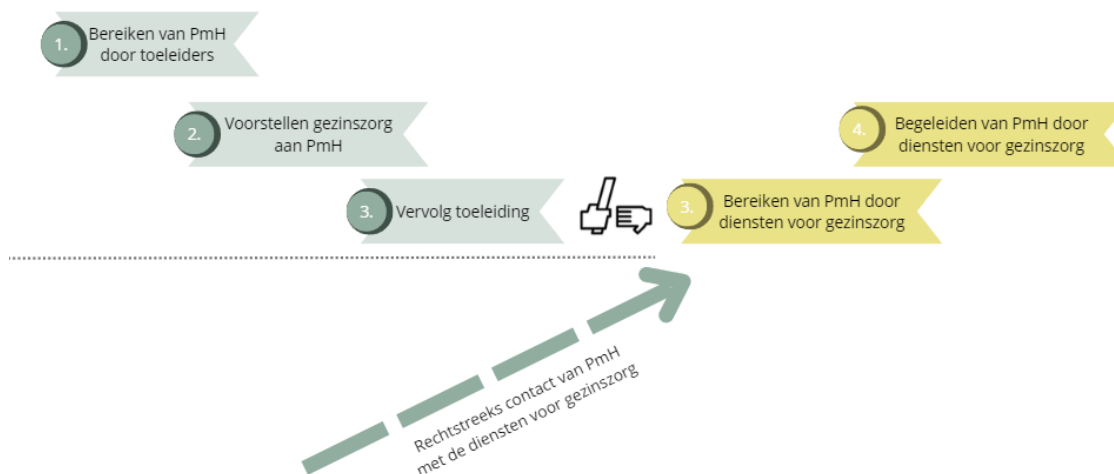 1.
Bereiken van PmH
door toeleiders
2.
Voorstellen gezinszorg
aan PmH
3.
Vervolg toeleiding
3.
Bereiken van PmH door
diensten voor gezinszorg
4.
Begeleiden van PmH door
diensten voor gezinszorg
Rechtstreeks contact van PmH
met de diensten voor gezinszorg